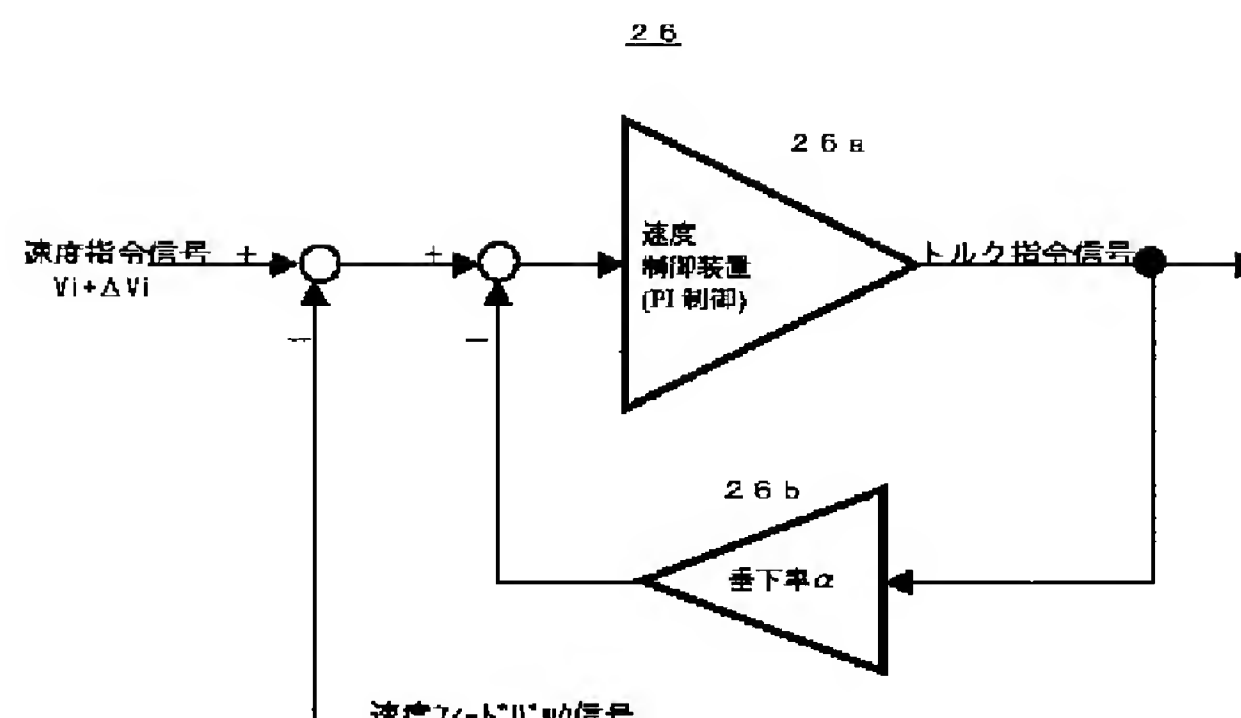 26
26a
速度指令信号 + + 速度 トルク指令信号
Vi+ΔVi 制御装置
(PI 制御)
− −
26b
垂下率α
速度フィードバック信号